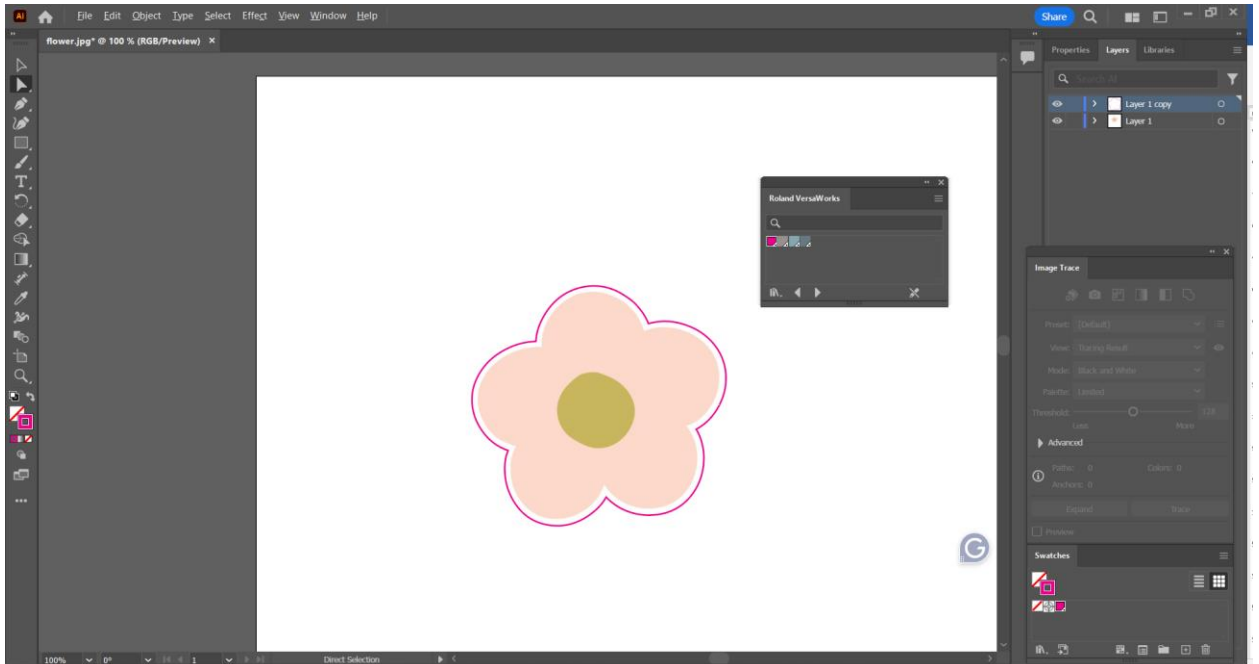 Ai File Edit Object Type Select Effect View Window Help Share
flower.jpg* @ 100 % (RGB/Preview) ×
Properties Layers Libraries
Search All
Layer 1 copy
Layer 1
Roland VersaWorks
Image Trace
Preset: [Default]
View: Tracing Result
Mode: Black and White
Palette: Limited
Threshold: 128
Less More
Advanced
Paths: 0 Colors: 0
Anchors: 0
Expand Trace
Preview
G
Swatches
100% 0° 1 Direct Selection